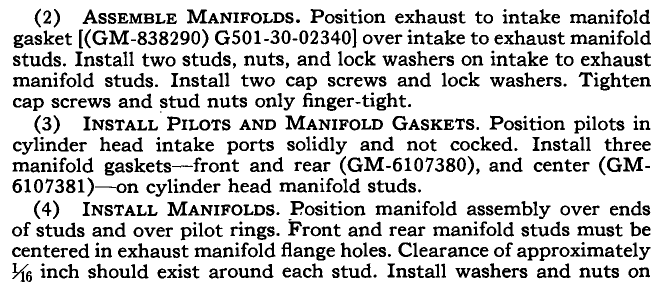 (2) ASSEMBLE MANIFOLDS. Position exhaust to intake manifold
gasket [(GM-838290) G501-30-02340] over intake to exhaust manifold
studs. Install two studs, nuts, and lock washers on intake to exhaust
manifold studs. Install two cap screws and lock washers. Tighten
cap screws and stud nuts only finger-tight.
(3) INSTALL PILOTS AND MANIFOLD GASKETS. Position pilots in
cylinder head intake ports solidly and not cocked. Install three
manifold gaskets—front and rear (GM-6107380), and center (GM-
6107381)—on cylinder head manifold studs.
(4) INSTALL MANIFOLDS. Position manifold assembly over ends
of studs and over pilot rings. Front and rear manifold studs must be
centered in exhaust manifold flange holes. Clearance of approximately
1/16 inch should exist around each stud. Install washers and nuts on